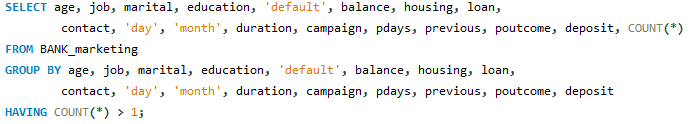 SELECT age, job, marital, education, 'default', balance, housing, loan,
contact, 'day', 'month', duration, campaign, pdays, previous, poutcome, deposit, COUNT(*)
FROM BANK_marketing
GROUP BY age, job, marital, education, 'default', balance, housing, loan,
contact, 'day', 'month', duration, campaign, pdays, previous, poutcome, deposit
HAVING COUNT(*) > 1;